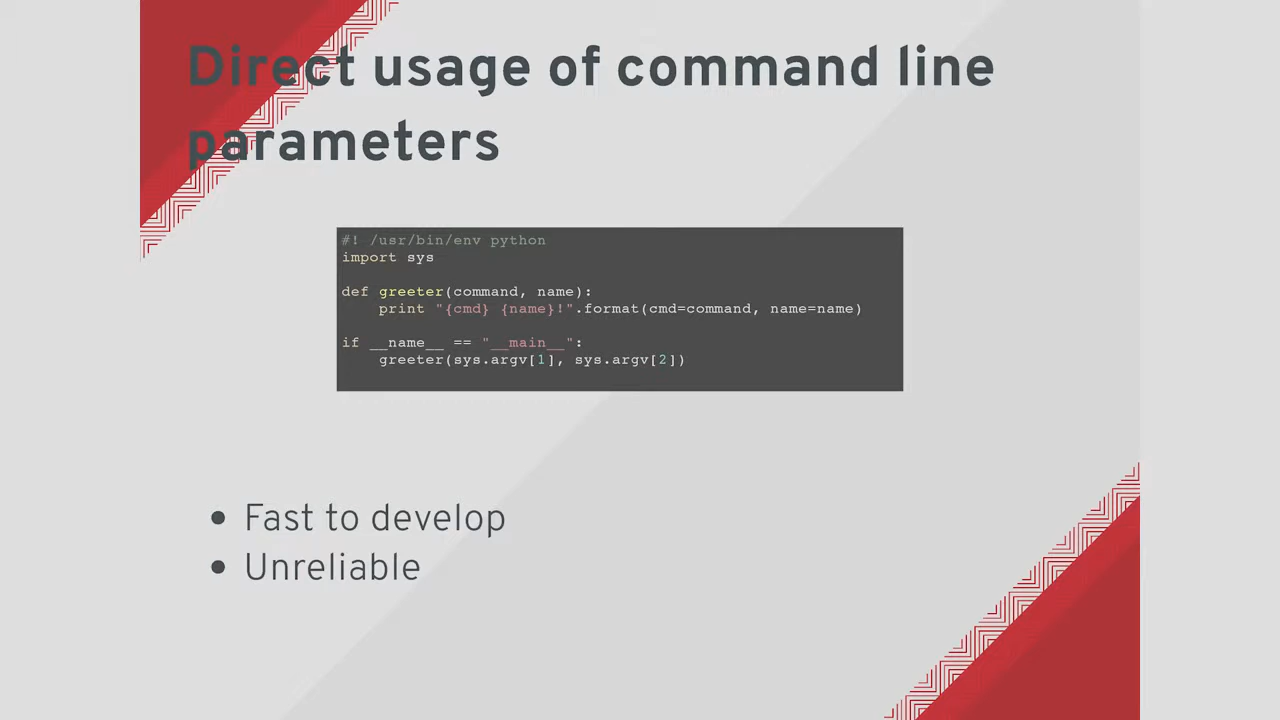 Direct usage of command line
parameters
#! /usr/bin/env python
import sys
def greeter(command, name):
    print "{cmd} {name}!".format(cmd=command, name=name)
if __name__ == "__main__":
    greeter(sys.argv[1], sys.argv[2])
• Fast to develop
• Unreliable